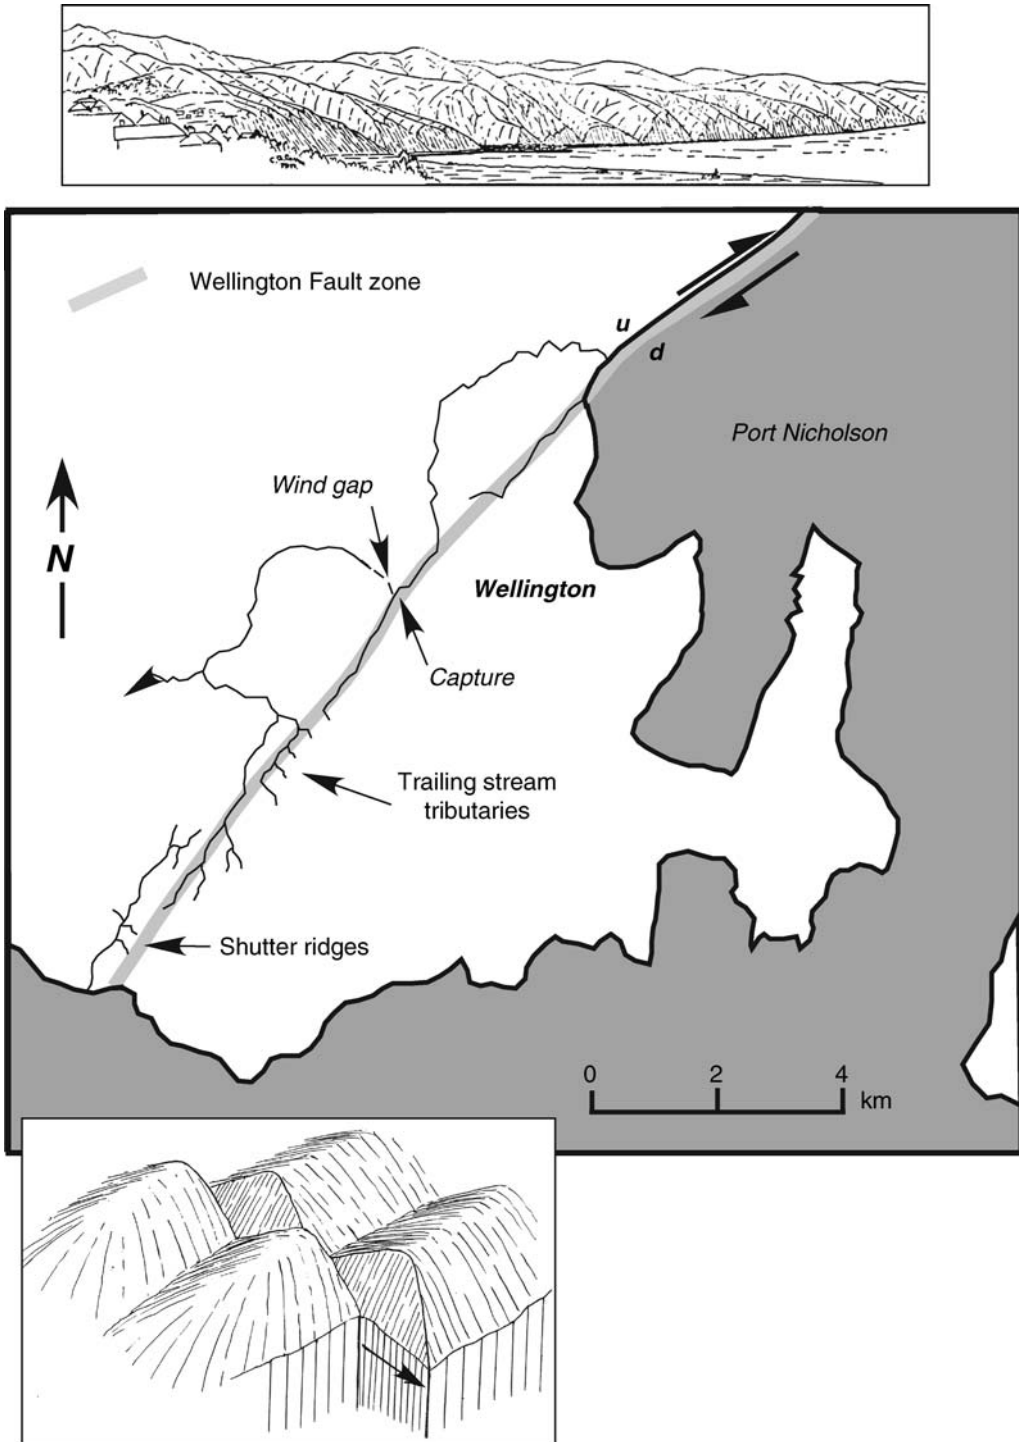 Wellington Fault zone
u
d
Port Nicholson
Wind gap
N
Wellington
Capture
Trailing stream
tributaries
Shutter ridges
0
2
4
km